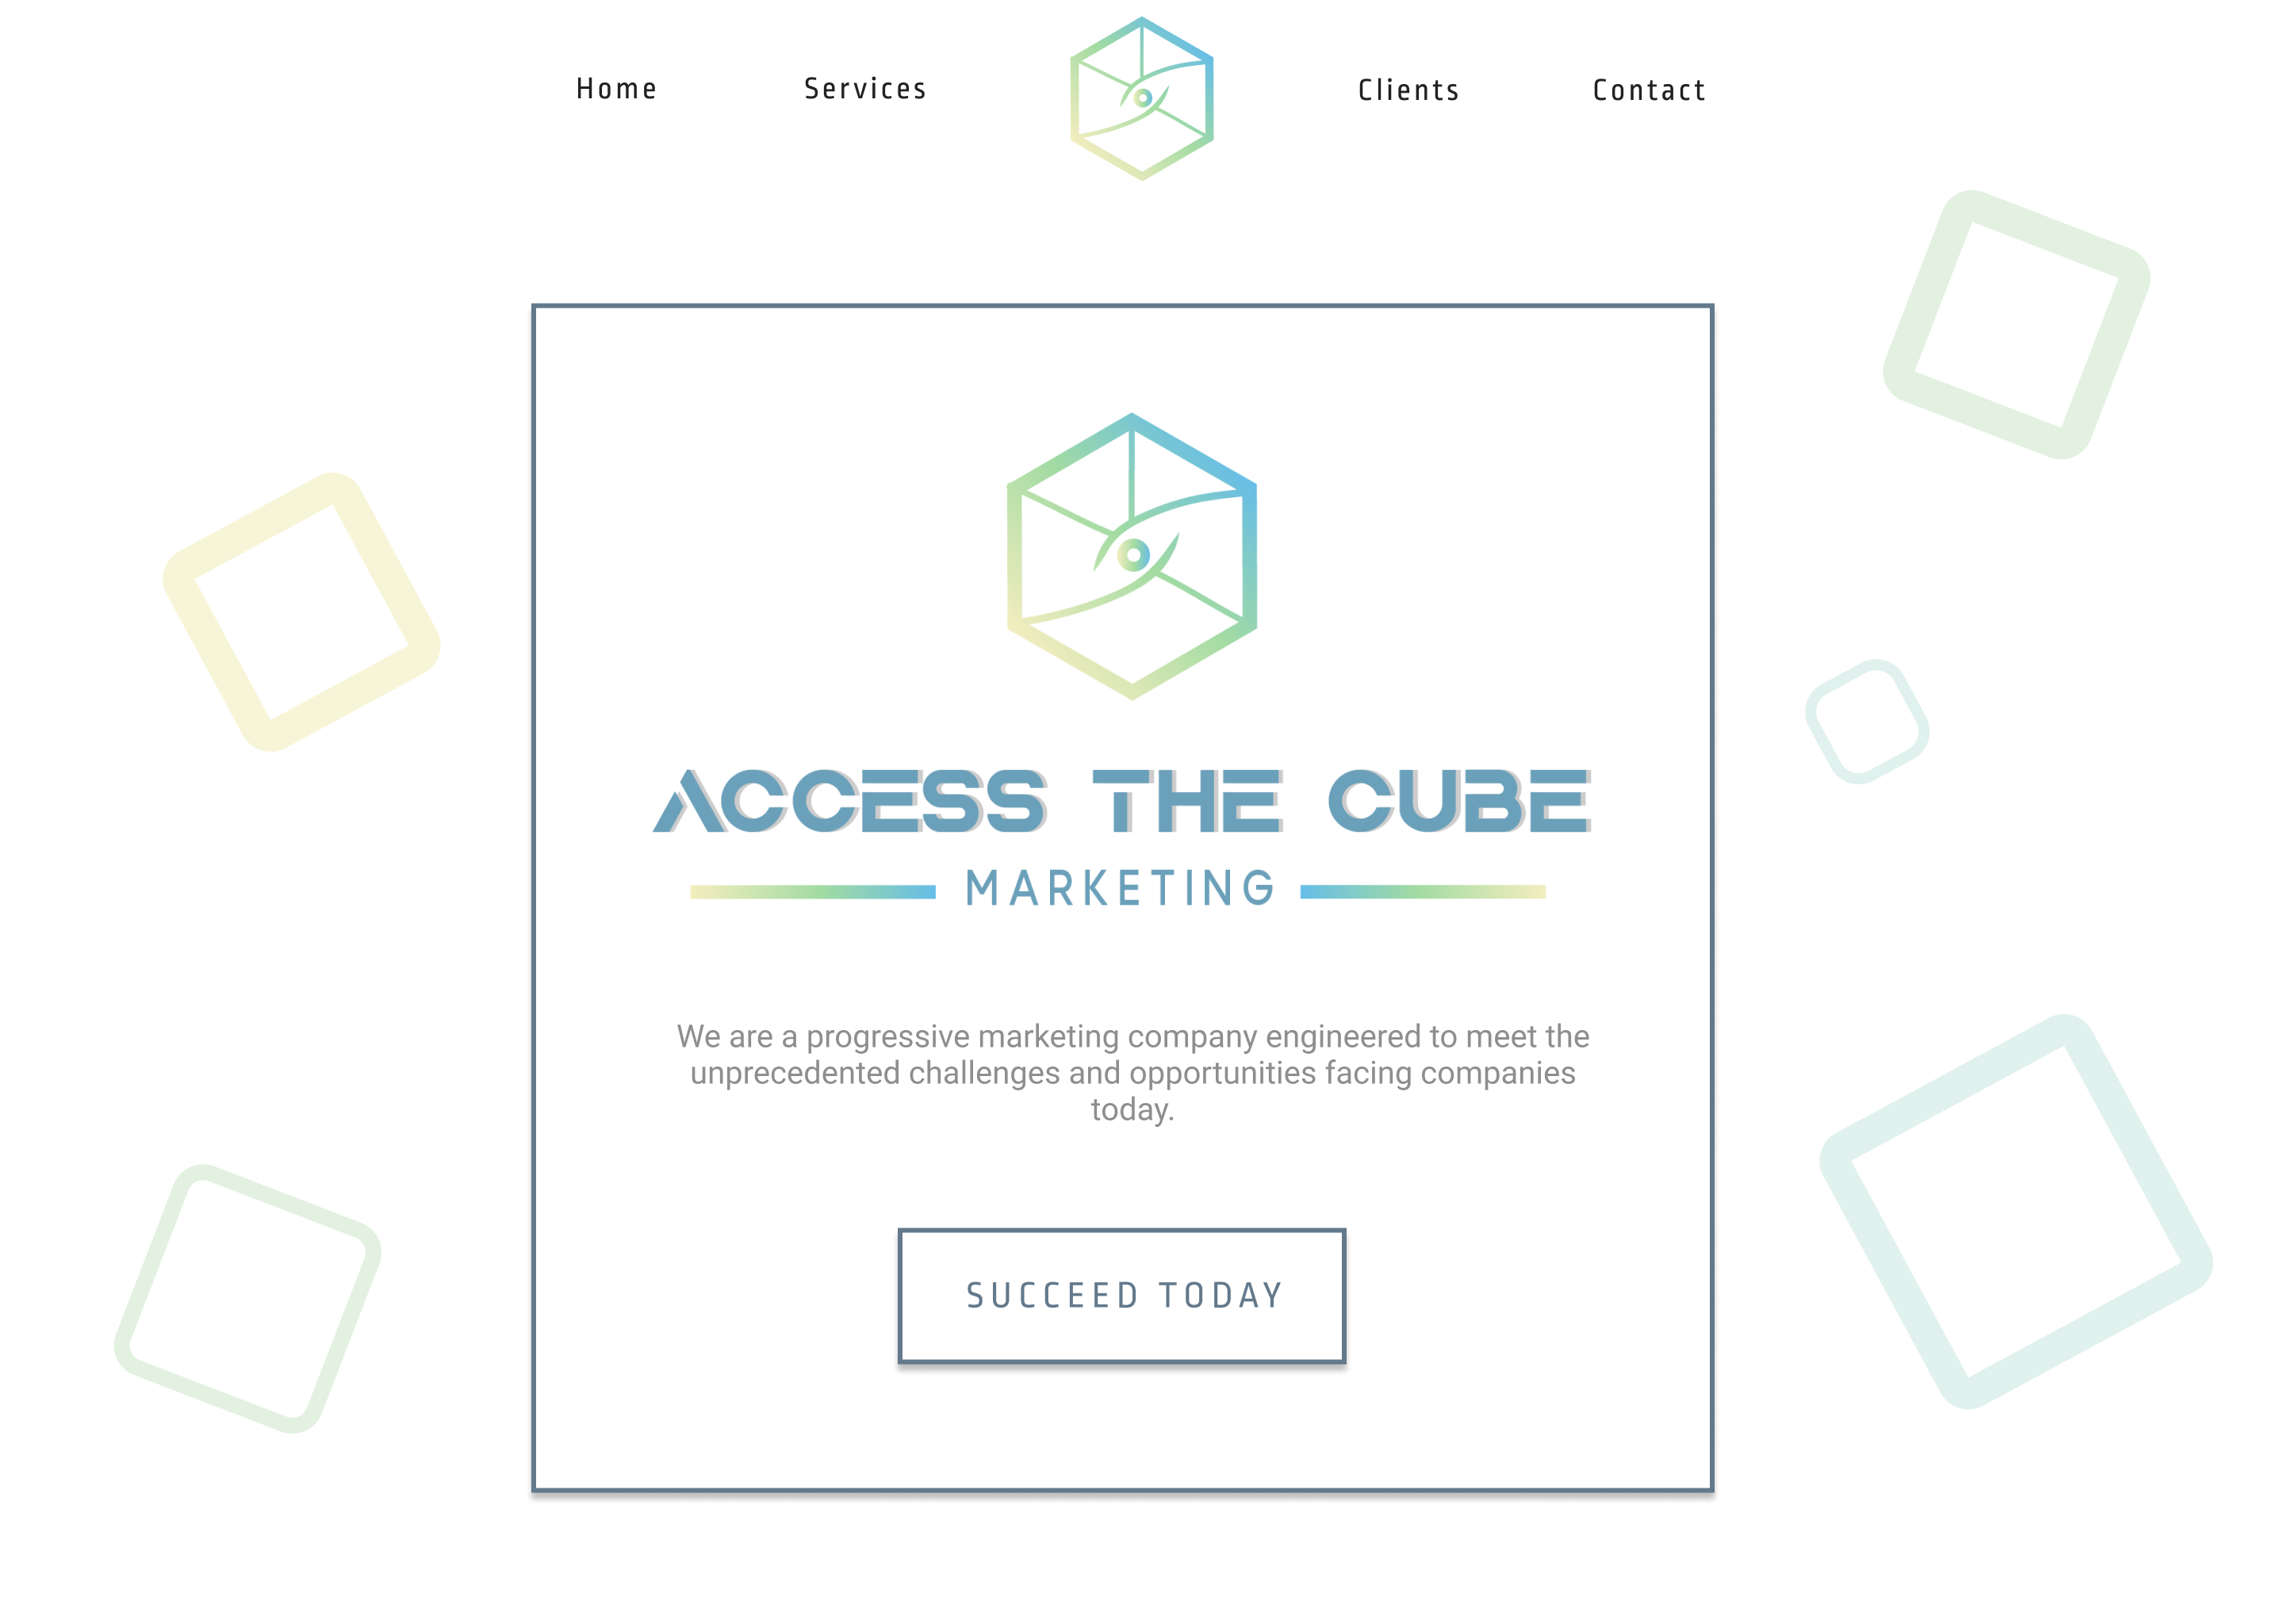 Home Services Clients Contact
ACCESS THE CUBE
MARKETING
We are a progressive marketing company engineered to meet the
unprecedented challenges and opportunities facing companies
today.
SUCCEED TODAY